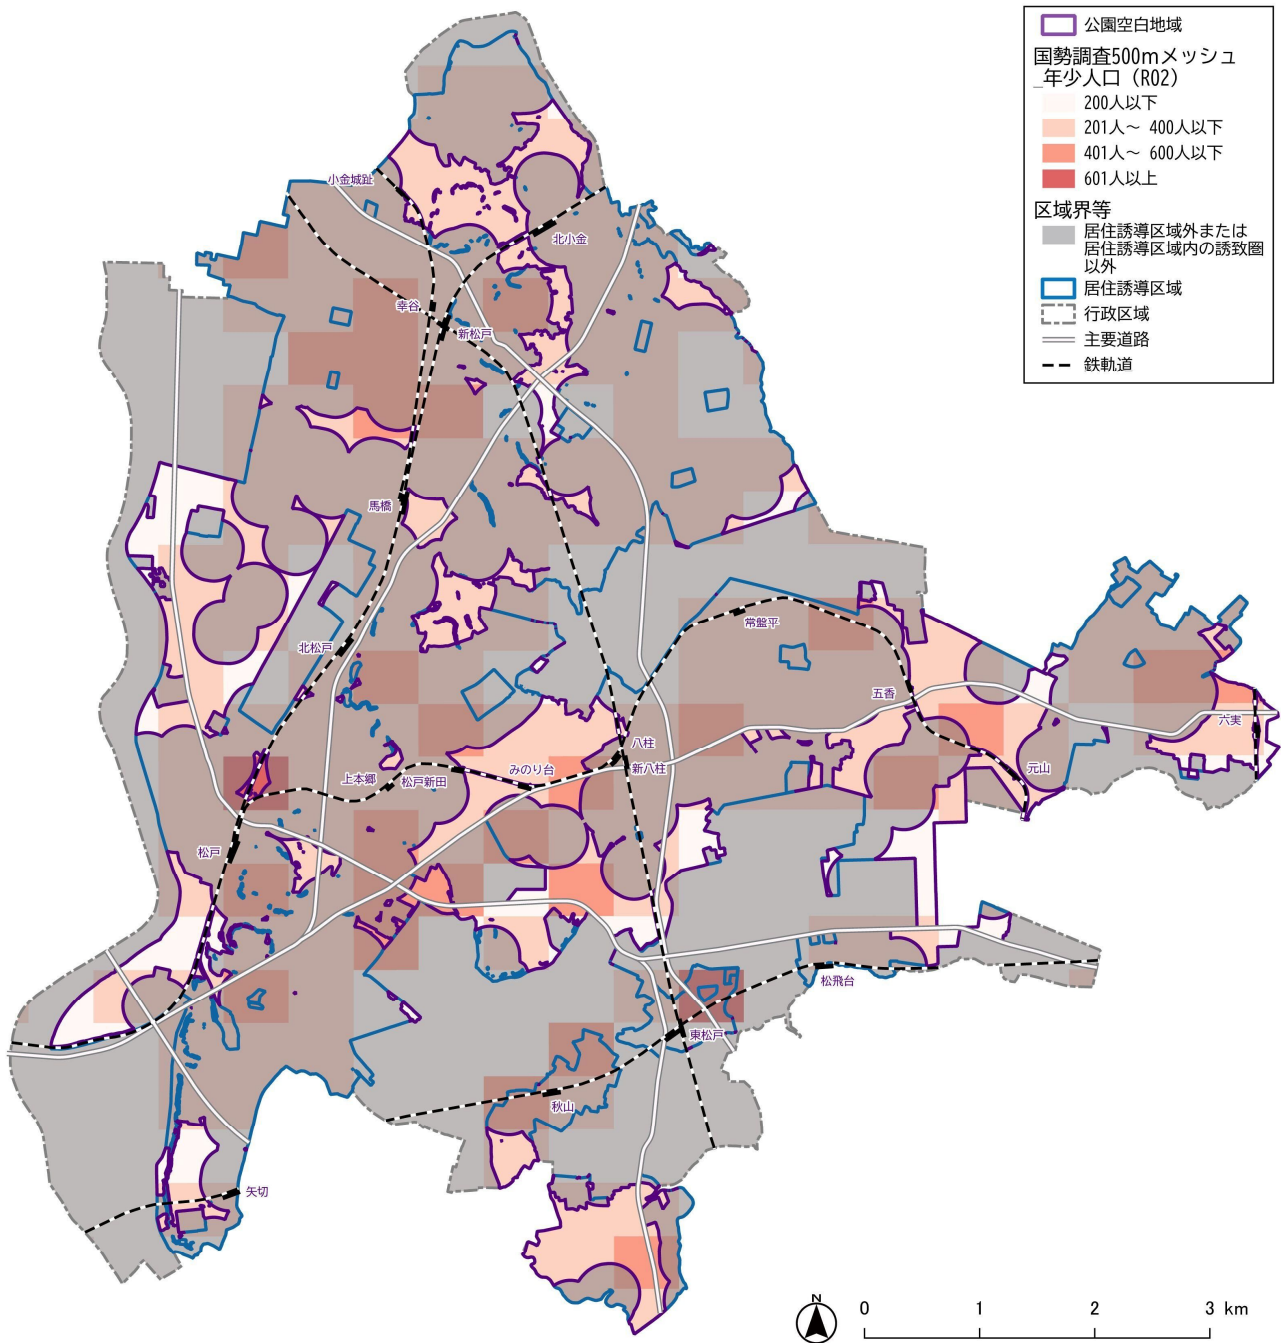 公園空白地域
国勢調査500mメッシュ
_年少人口（R02）
200人以下
201人～ 400人以下
401人～ 600人以下
601人以上
区域界等
居住誘導区域外または
居住誘導区域内の誘致圏
以外
居住誘導区域
行政区域
主要道路
鉄軌道
小金城趾
北小金
幸谷
新松戸
馬橋
常盤平
北松戸
五香
六実
八柱
新八柱
みのり台
上本郷
松戸新田
元山
松戸
松飛台
東松戸
秋山
矢切
N
0 1 2 3 km